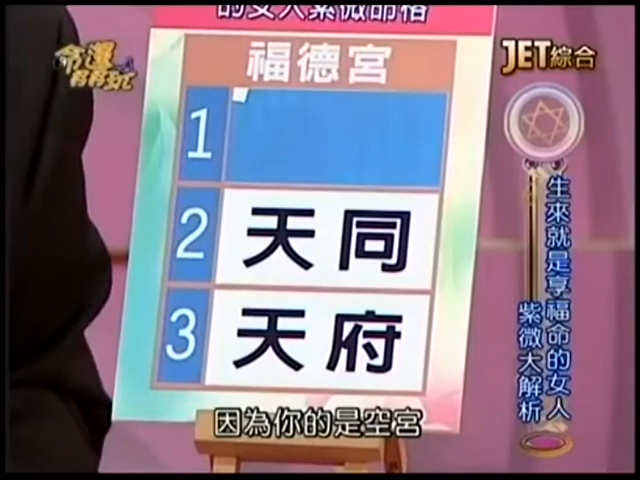 的女人紫微命格
命運好好玩
JET綜合
福德宮
1
2 天同
3 天府
生來就是享福命的女人
紫微大解析
因為你的是空宮